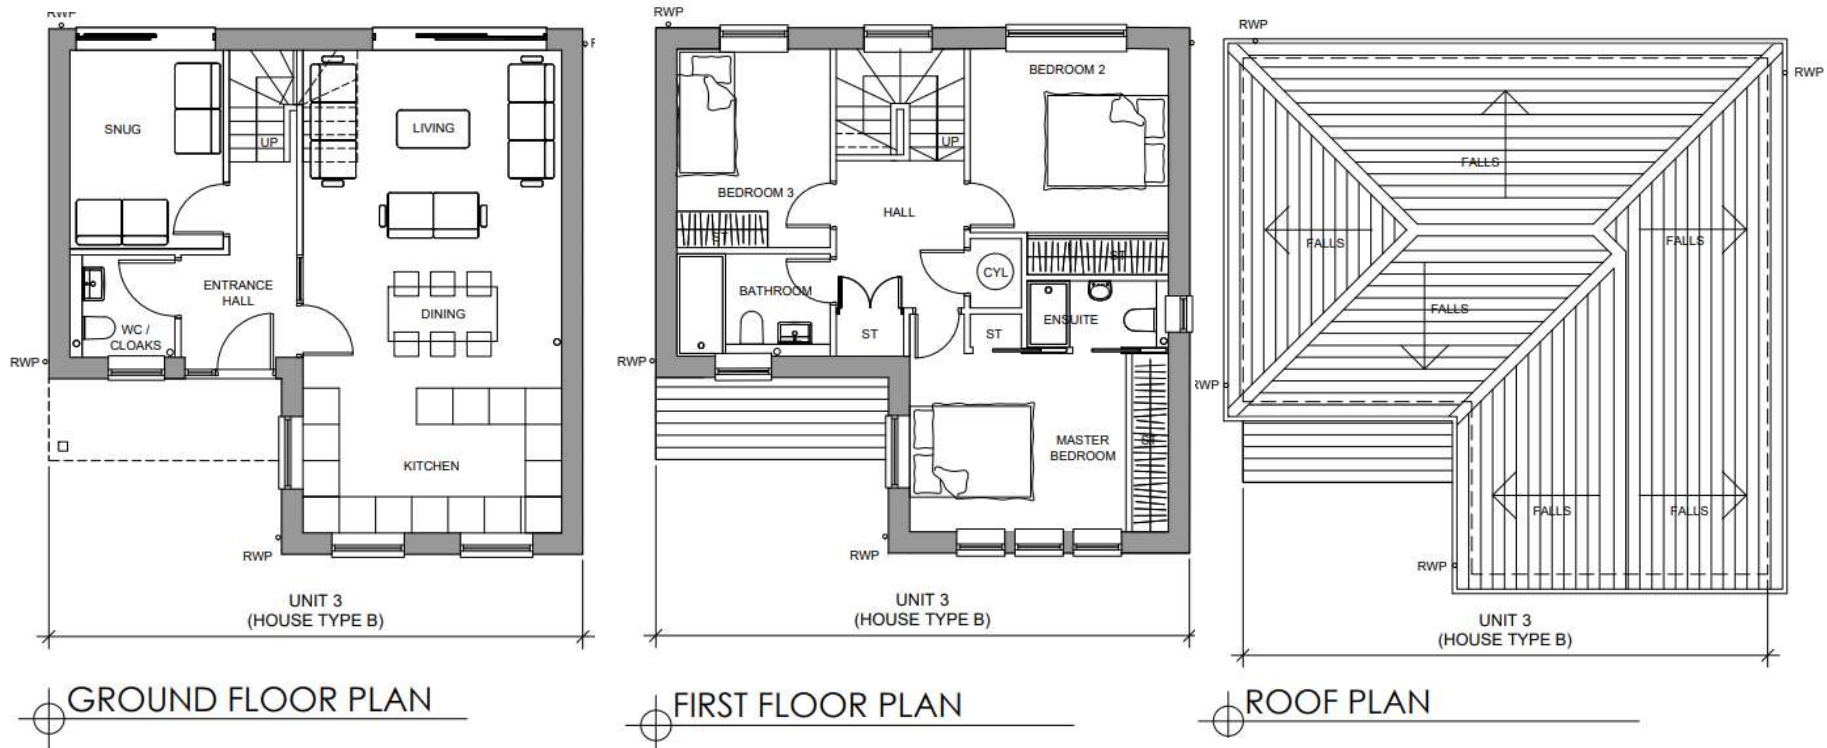 RWP
SNUG
UP
LIVING
ENTRANCE
HALL
DINING
WC /
CLOAKS
RWP
KITCHEN
RWP
UNIT 3
(HOUSE TYPE B)
GROUND FLOOR PLAN
RWP
BEDROOM 2
UP
BEDROOM 3
HALL
ST
ST
CYL
BATHROOM
ENSUITE
ST
ST
RWP
MASTER
BEDROOM
ST
RWP
UNIT 3
(HOUSE TYPE B)
FIRST FLOOR PLAN
RWP
RWP
FALLS
FALLS
FALLS
FALLS
RWP
FALLS
FALLS
RWP
UNIT 3
(HOUSE TYPE B)
ROOF PLAN